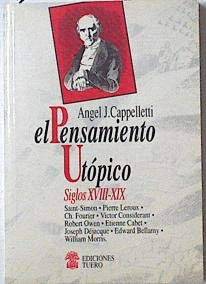 Angel J. Cappelletti
el Pensamiento
Utópico
Siglos XVIII-XIX
Saint-Simon • Pierre Leroux •
Ch. Fourier • Victor Considerant •
Robert Owen • Etienne Cabet •
Joseph Déjacque • Edward Bellamy •
William Morris.
EDICIONES
TUERO